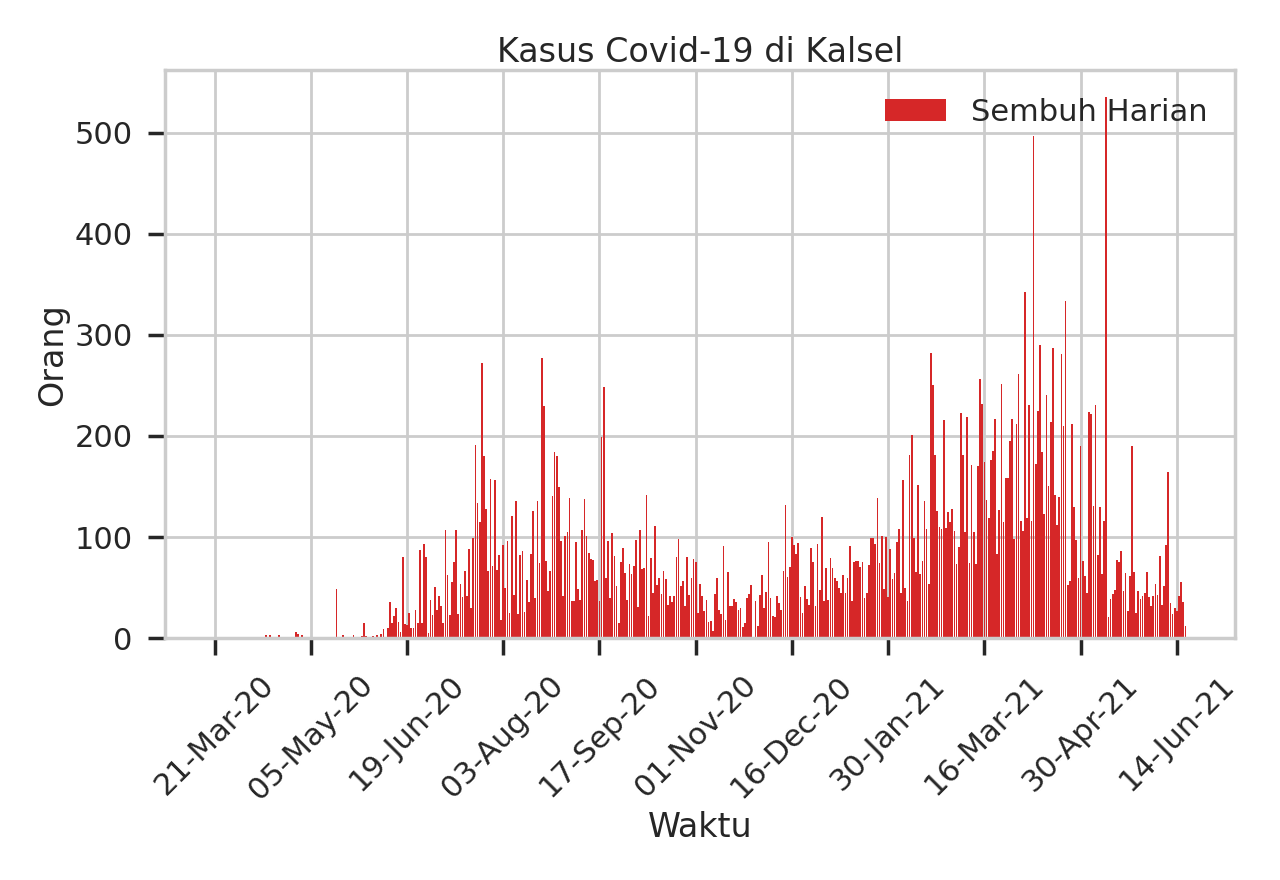 Kasus Covid-19 di Kalsel
Sembuh Harian
Orang
500
400
300
200
100
0
21-Mar-20
05-May-20
19-Jun-20
03-Aug-20
17-Sep-20
01-Nov-20
16-Dec-20
30-Jan-21
16-Mar-21
30-Apr-21
14-Jun-21
Waktu